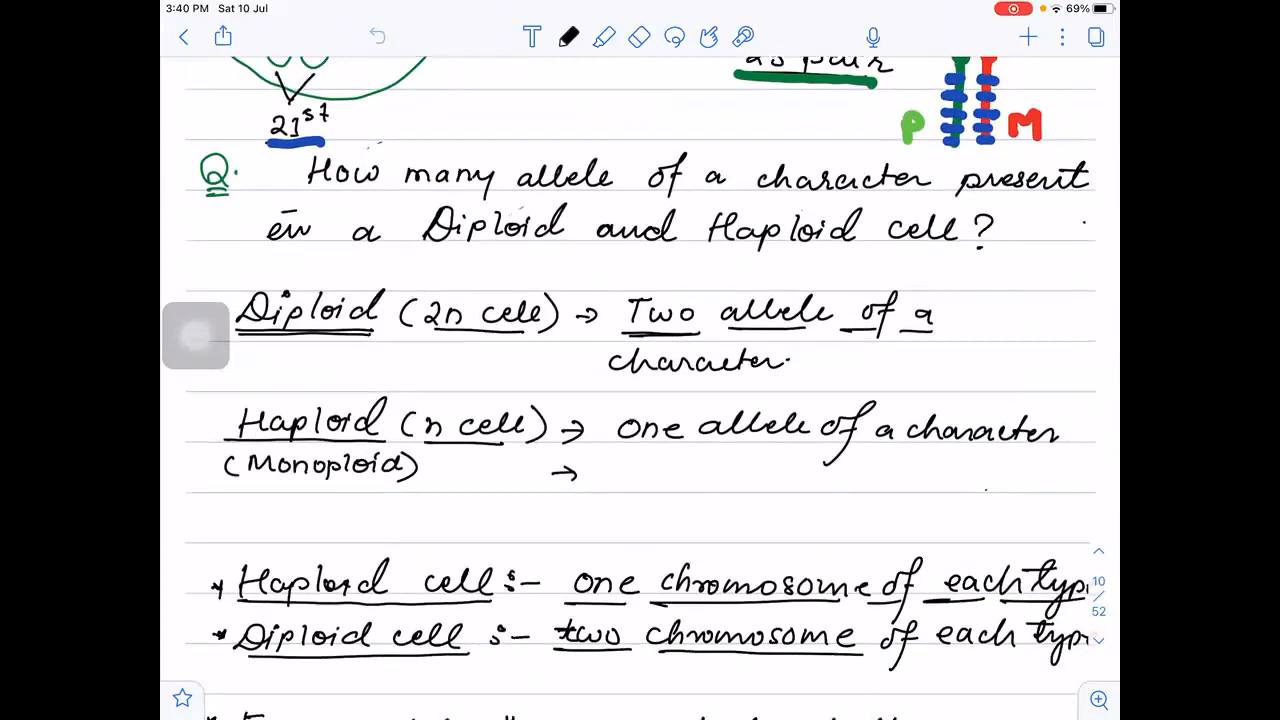 3:40 PM Sat 10 Jul
69%
T
21st
23 pair
P M
Q. How many allele of a character present
in a Diploid and Haploid cell?
Diploid (2n cell) → Two allele of a
character.
Haploid (n cell) → one allele of a character
(Monoploid) →
10
/
52
* Haploid cell :- one chromosome of each typ
* Diploid cell :- two chromosome of each typ